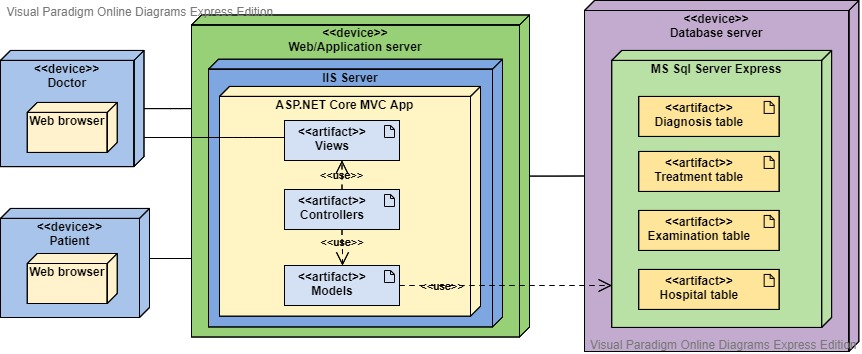 Visual Paradigm Online Diagrams Express Edition
<<device>>
Doctor
Web browser
<<device>>
Patient
Web browser
<<device>>
Web/Application server
IIS Server
ASP.NET Core MVC App
<<artifact>>
Views
<<use>>
<<artifact>>
Controllers
<<use>>
<<artifact>>
Models
<<use>>
<<device>>
Database server
MS Sql Server Express
<<artifact>>
Diagnosis table
<<artifact>>
Treatment table
<<artifact>>
Examination table
<<artifact>>
Hospital table
Visual Paradigm Online Diagrams Express Edition